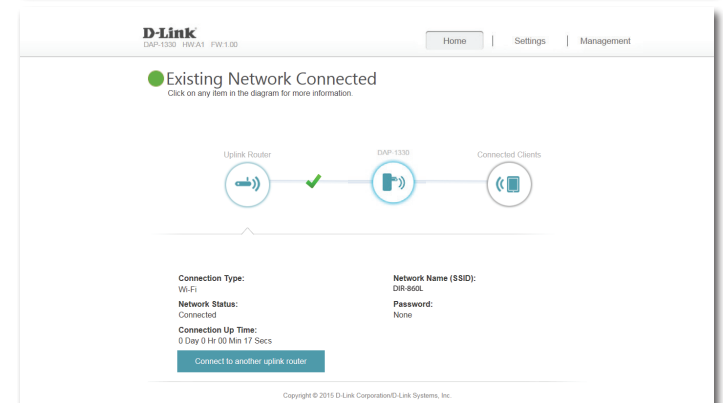 D-Link
DAP-1330 HW:A1 FW:1.00
Home | Settings | Management
Existing Network Connected
Click on any item in the diagram for more information.
Uplink Router DAP-1330 Connected Clients
Connection Type: Network Name (SSID):
Wi-Fi DIR-860L
Network Status: Password:
Connected None
Connection Up Time:
0 Day 0 Hr 00 Min 17 Secs
Connect to another uplink router
Copyright © 2015 D-Link Corporation/D-Link Systems, Inc.